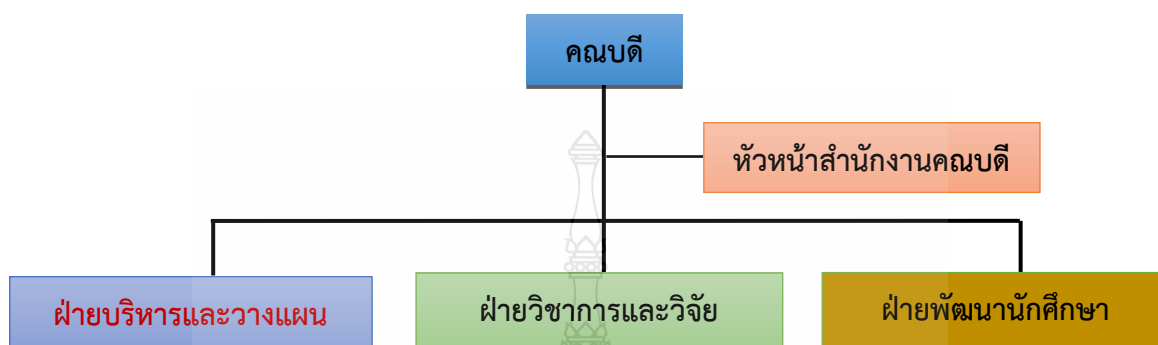 คณบดี
หัวหน้าสำนักงานคณบดี
ฝ่ายบริหารและวางแผน
ฝ่ายวิชาการและวิจัย
ฝ่ายพัฒนานักศึกษา